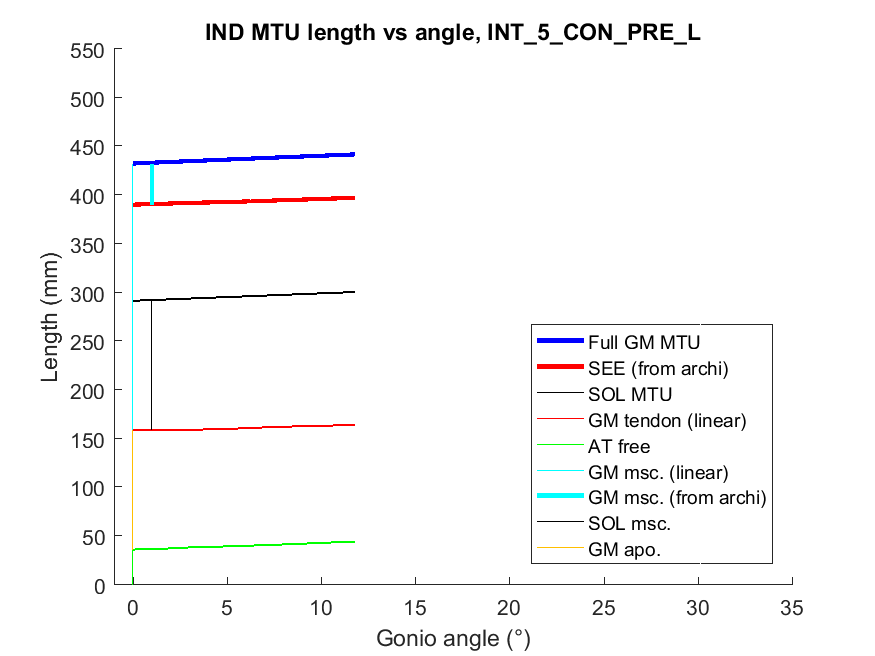 IND MTU length vs angle, INT_5_CON_PRE_L
550
500
450
400
350
300
250
200
150
100
50
0
Length (mm)
Full GM MTU
SEE (from archi)
SOL MTU
GM tendon (linear)
AT free
GM msc. (linear)
GM msc. (from archi)
SOL msc.
GM apo.
0 5 10 15 20 25 30 35
Gonio angle (°)